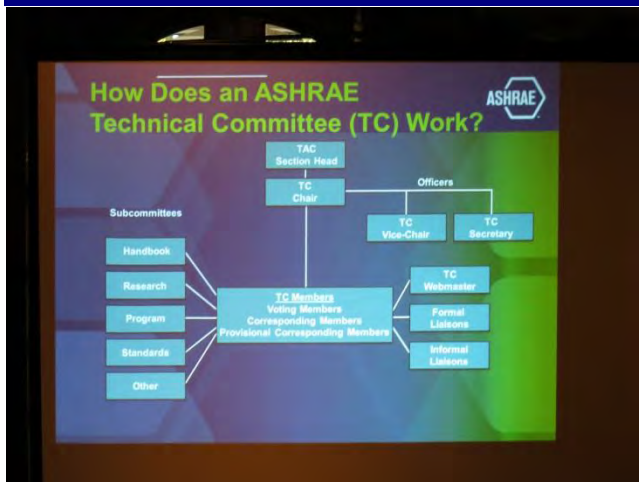 How Does an ASHRAE
Technical Committee (TC) Work?
ASHRAE
TAC
Section Head
TC
Chair
Officers
TC
Vice-Chair
TC
Secretary
Subcommittees
Handbook
Research
Program
Standards
Other
TC Members
Voting Members
Corresponding Members
Provisional Corresponding Members
TC
Webmaster
Formal
Liaisons
Informal
Liaisons